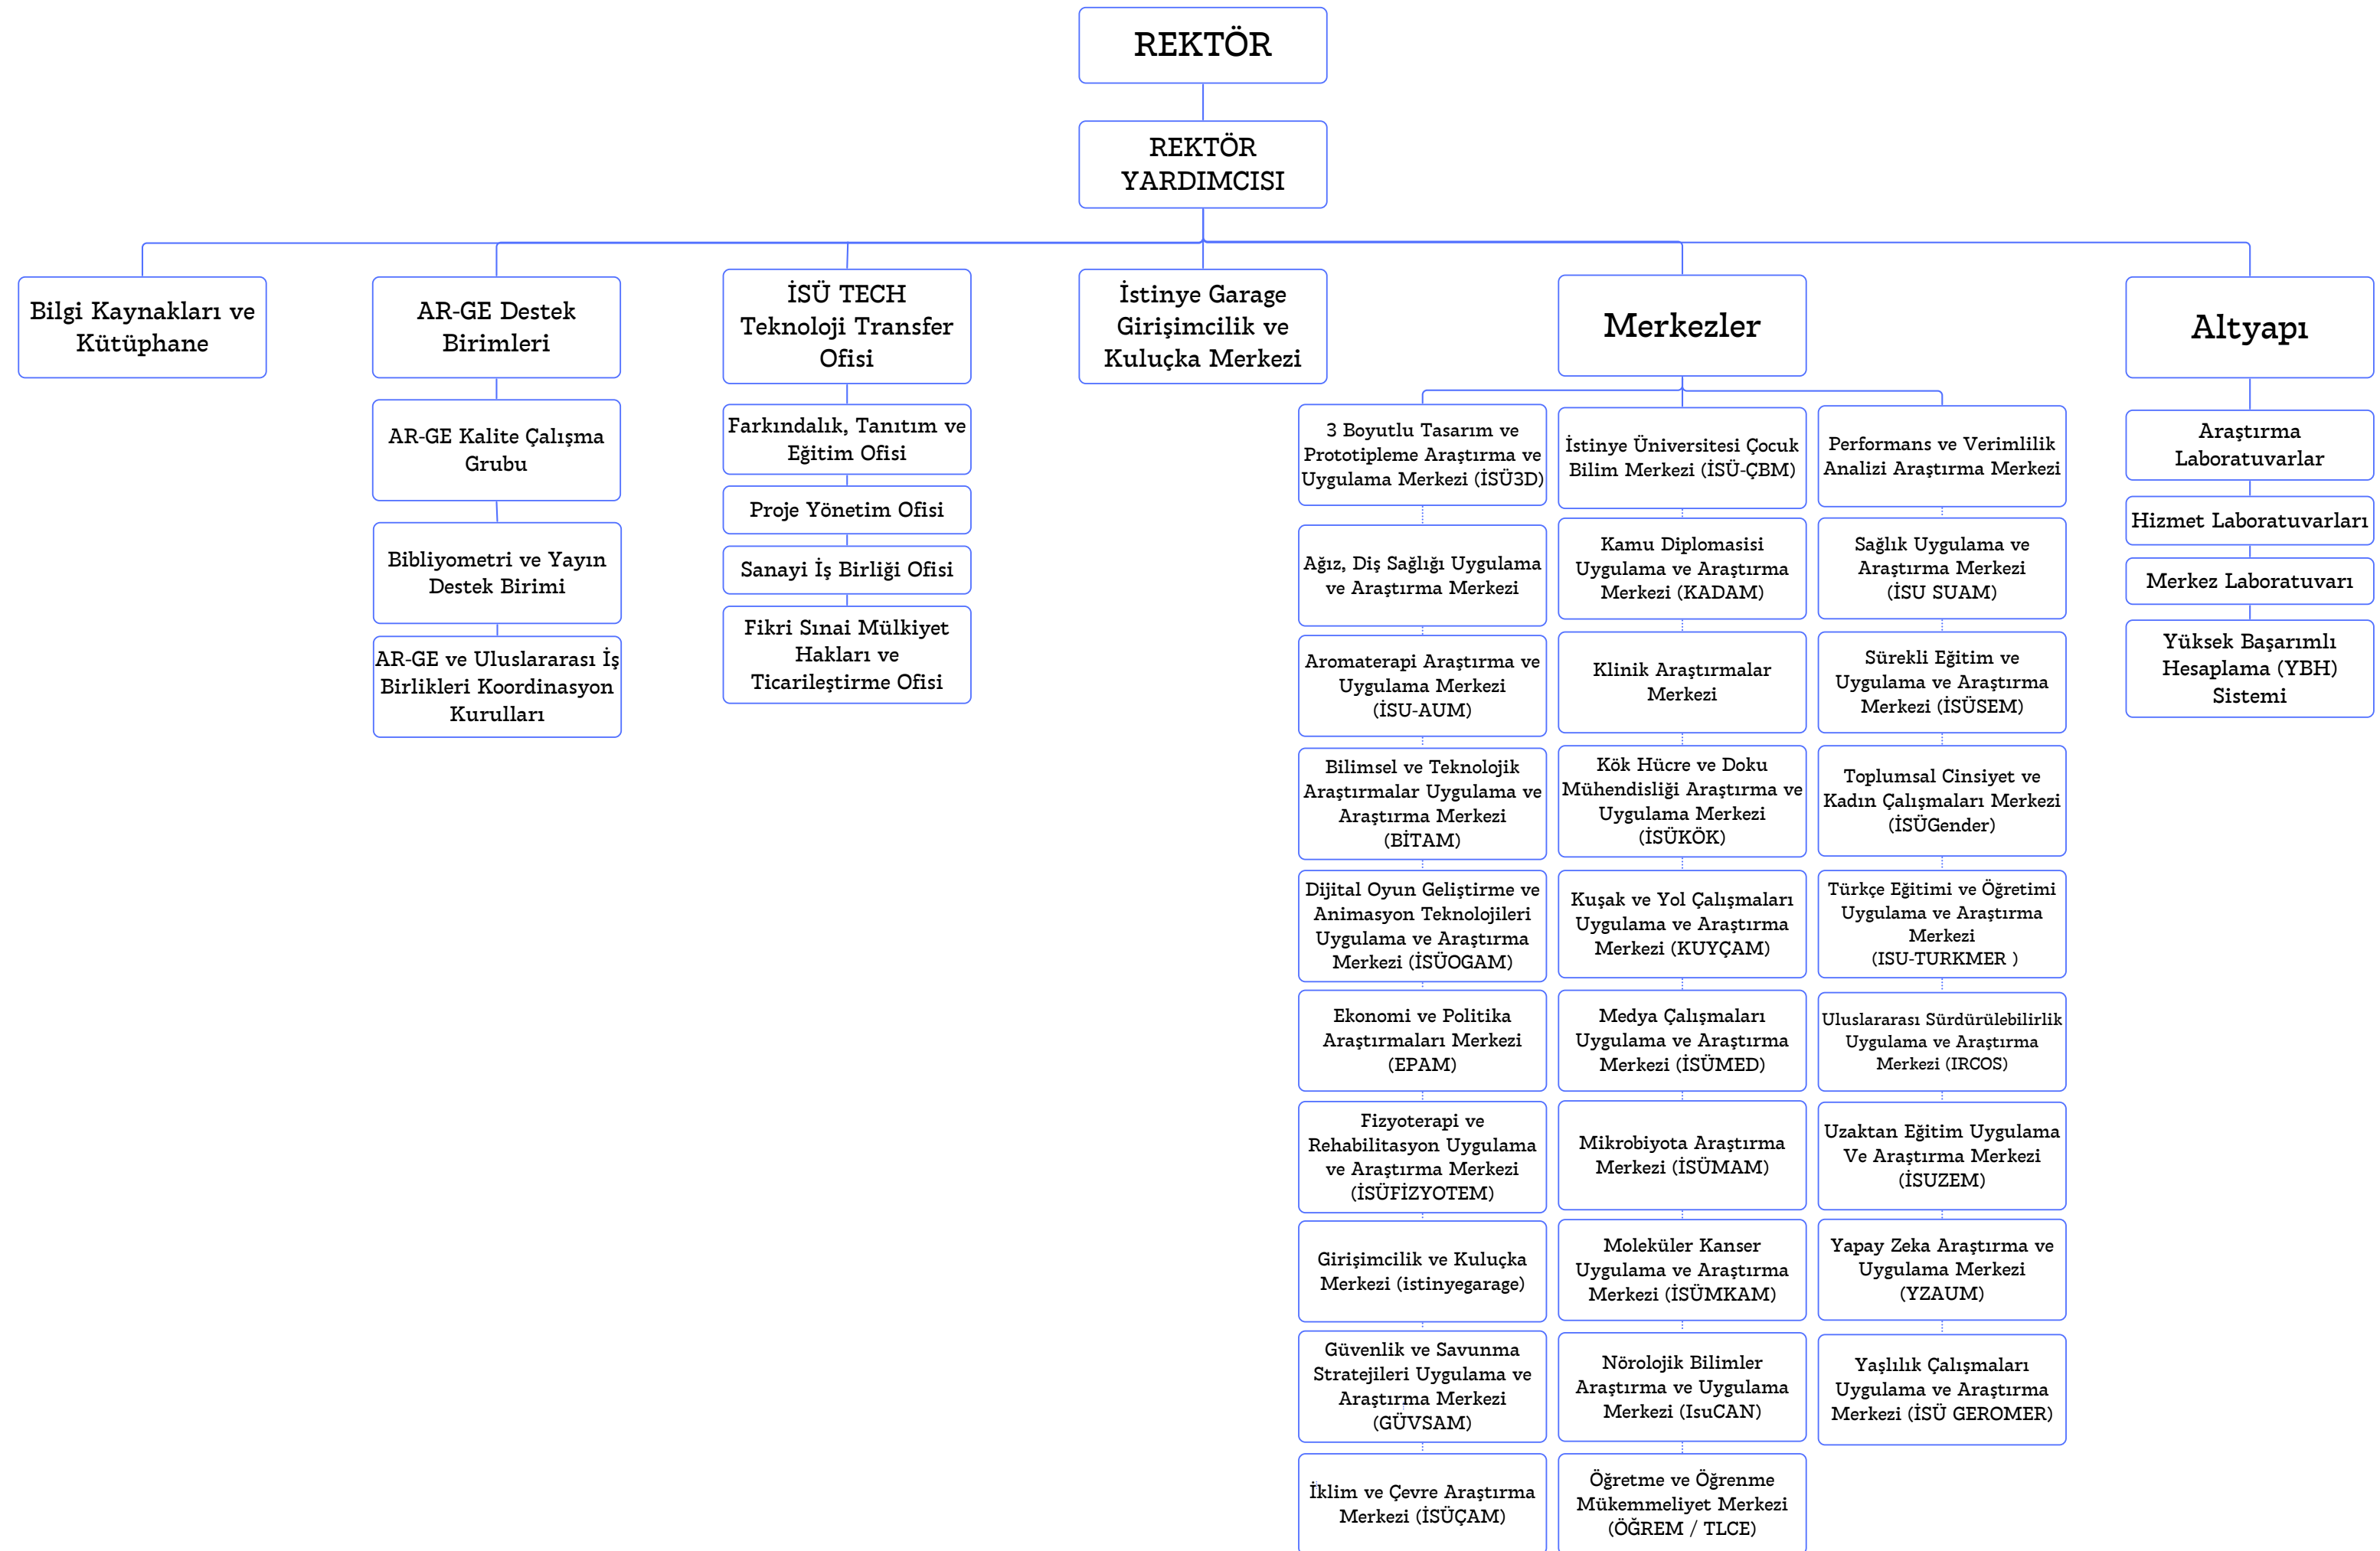 REKTÖR
REKTÖR
YARDIMCISI
Bilgi Kaynakları ve
Kütüphane
AR-GE Destek
Birimleri
AR-GE Kalite Çalışma
Grubu
Bibliyometri ve Yayın
Destek Birimi
AR-GE ve Uluslararası İş
Birlikleri Koordinasyon
Kurulları
İSÜ TECH
Teknoloji Transfer
Ofisi
Farkındalık, Tanıtım ve
Eğitim Ofisi
Proje Yönetim Ofisi
Sanayi İş Birliği Ofisi
Fikri Sınai Mülkiyet
Hakları ve
Ticarileştirme Ofisi
İstinye Garage
Girişimcilik ve
Kuluçka Merkezi
Merkezler
3 Boyutlu Tasarım ve
Prototipleme Araştırma ve
Uygulama Merkezi (İSÜ3D)
Ağız, Diş Sağlığı Uygulama
ve Araştırma Merkezi
Aromaterapi Araştırma ve
Uygulama Merkezi
(İSU-AUM)
Bilimsel ve Teknolojik
Araştırmalar Uygulama ve
Araştırma Merkezi
(BİTAM)
Dijital Oyun Geliştirme ve
Animasyon Teknolojileri
Uygulama ve Araştırma
Merkezi (İSÜOGAM)
Ekonomi ve Politika
Araştırmaları Merkezi
(EPAM)
Fizyoterapi ve
Rehabilitasyon Uygulama
ve Araştırma Merkezi
(İSÜFİZYOTEM)
Girişimcilik ve Kuluçka
Merkezi (istinyegarage)
Güvenlik ve Savunma
Stratejileri Uygulama ve
Araştırma Merkezi
(GÜVSAM)
İklim ve Çevre Araştırma
Merkezi (İSÜÇAM)
İstinye Üniversitesi Çocuk
Bilim Merkezi (İSÜ-ÇBM)
Kamu Diplomasisi
Uygulama ve Araştırma
Merkezi (KADAM)
Klinik Araştırmalar
Merkezi
Kök Hücre ve Doku
Mühendisliği Araştırma ve
Uygulama Merkezi
(İSÜKÖK)
Kuşak ve Yol Çalışmaları
Uygulama ve Araştırma
Merkezi (KUYÇAM)
Medya Çalışmaları
Uygulama ve Araştırma
Merkezi (İSÜMED)
Mikrobiyota Araştırma
Merkezi (İSÜMAM)
Moleküler Kanser
Uygulama ve Araştırma
Merkezi (İSÜMKAM)
Nörolojik Bilimler
Araştırma ve Uygulama
Merkezi (IsuCAN)
Öğretme ve Öğrenme
Mükemmeliyet Merkezi
(ÖĞREM / TLCE)
Performans ve Verimlilik
Analizi Araştırma Merkezi
Sağlık Uygulama ve
Araştırma Merkezi
(İSU SUAM)
Sürekli Eğitim ve
Uygulama ve Araştırma
Merkezi (İSÜSEM)
Toplumsal Cinsiyet ve
Kadın Çalışmaları Merkezi
(İSÜGender)
Türkçe Eğitimi ve Öğretimi
Uygulama ve Araştırma
Merkezi
(ISU-TURKMER )
Uluslararası Sürdürülebilirlik
Uygulama ve Araştırma
Merkezi (IRCOS)
Uzaktan Eğitim Uygulama
Ve Araştırma Merkezi
(İSUZEM)
Yapay Zeka Araştırma ve
Uygulama Merkezi
(YZAUM)
Yaşlılık Çalışmaları
Uygulama ve Araştırma
Merkezi (İSÜ GEROMER)
Altyapı
Araştırma
Laboratuvarlar
Hizmet Laboratuvarları
Merkez Laboratuvarı
Yüksek Başarımlı
Hesaplama (YBH)
Sistemi